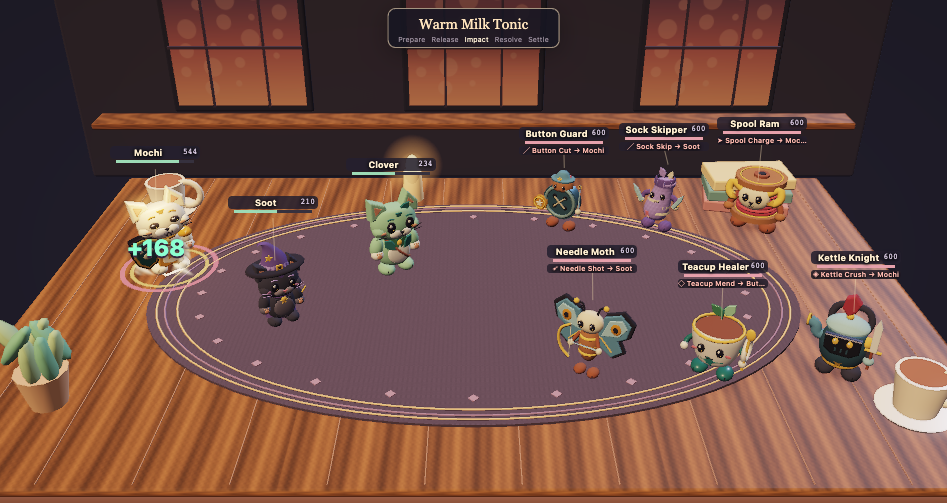 Warm Milk Tonic
Prepare Release Impact Resolve Settle
Mochi 544
Soot 210
Clover 234
Button Guard 600
Button Cut → Mochi
Sock Skipper 600
Sock Skip → Soot
Spool Ram 600
Spool Charge → Moc...
+168
Needle Moth 600
Needle Shot → Soot
Teacup Healer 600
Teacup Mend → But...
Kettle Knight 600
Kettle Crush → Mochi